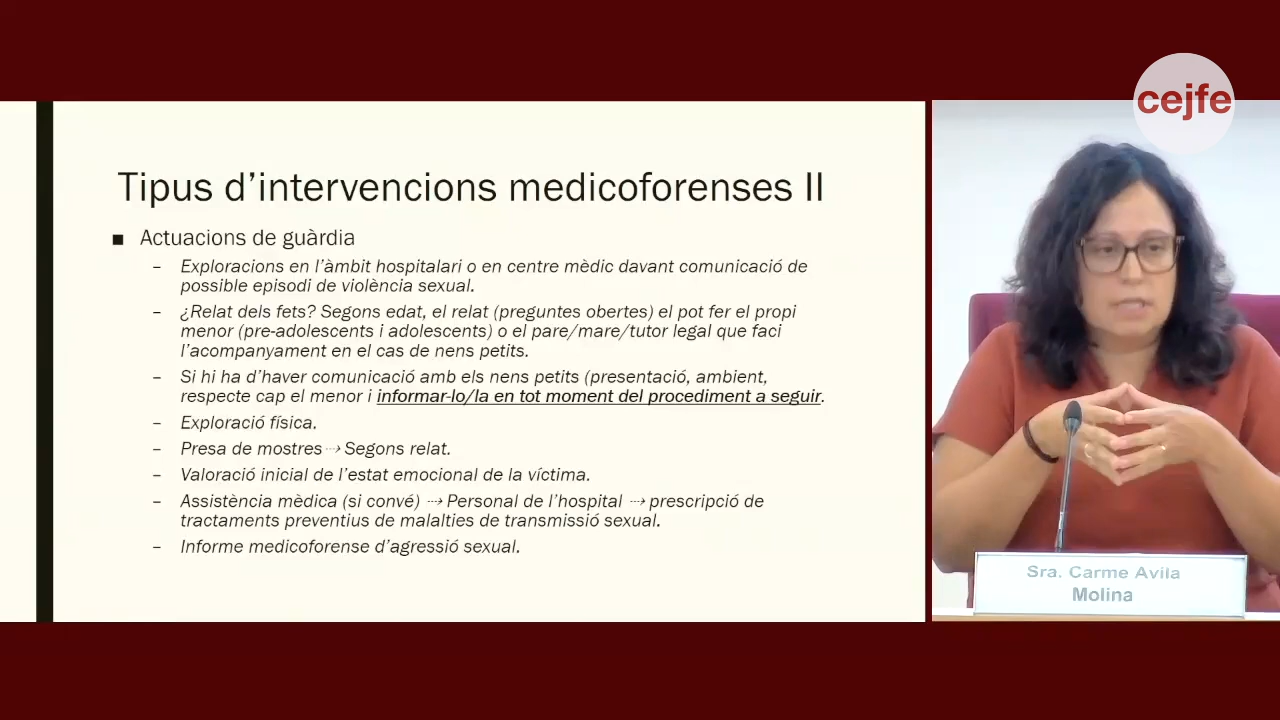 cejfe
Tipus d’intervencions medicoforenses II
■ Actuacions de guàrdia
– Exploracions en l’àmbit hospitalari o en centre mèdic davant comunicació de
possible episodi de violència sexual.
– ¿Relat dels fets? Segons edat, el relat (preguntes obertes) el pot fer el propi
menor (pre-adolescents i adolescents) o el pare/mare/tutor legal que faci
l’acompanyament en el cas de nens petits.
– Si hi ha d’haver comunicació amb els nens petits (presentació, ambient,
respecte cap el menor i informar-lo/la en tot moment del procediment a seguir.
– Exploració física.
– Presa de mostres ⇢ Segons relat.
– Valoració inicial de l’estat emocional de la víctima.
– Assistència mèdica (si convé) ⇢ Personal de l’hospital ⇢ prescripció de
tractaments preventius de malalties de transmissió sexual.
– Informe medicoforense d’agressió sexual.
Sra. Carme Avila
Molina